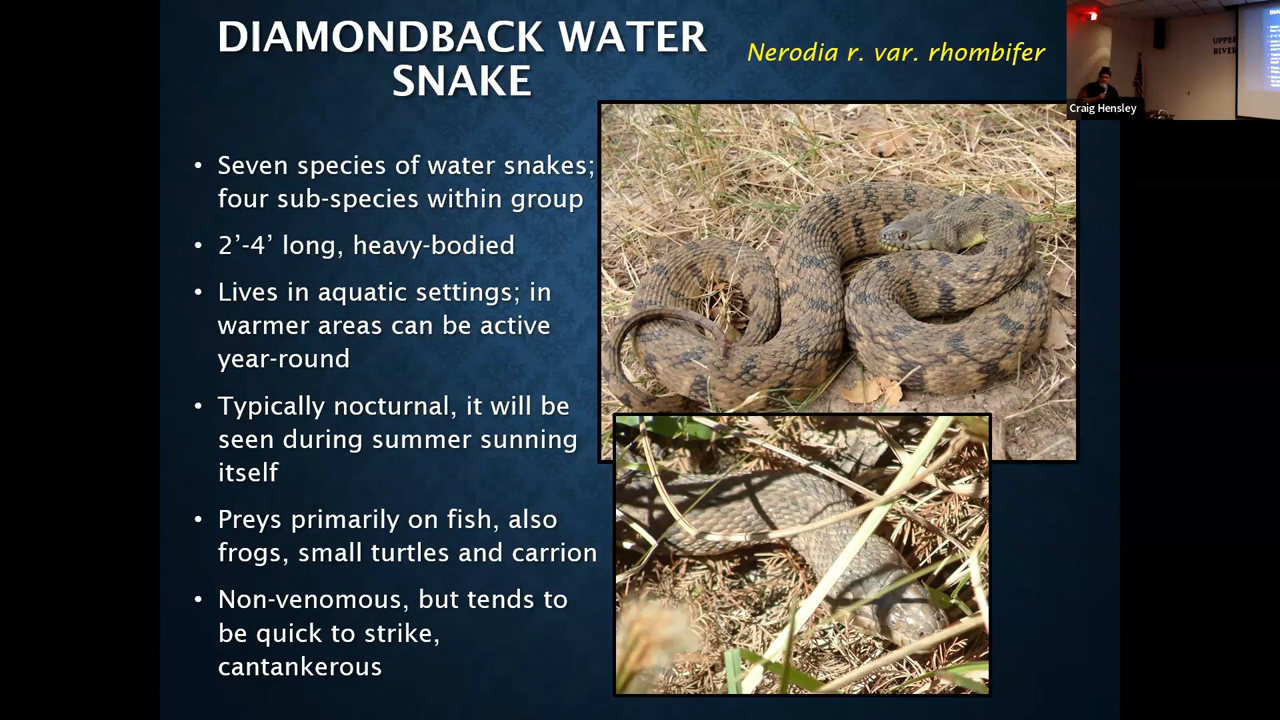 DIAMONDBACK WATER
SNAKE
Nerodia r. var. rhombifer
UPPER
RIVER
Craig Hensley
• Seven species of water snakes;
four sub-species within group
• 2’-4’ long, heavy-bodied
• Lives in aquatic settings; in
warmer areas can be active
year-round
• Typically nocturnal, it will be
seen during summer sunning
itself
• Preys primarily on fish, also
frogs, small turtles and carrion
• Non-venomous, but tends to
be quick to strike,
cantankerous